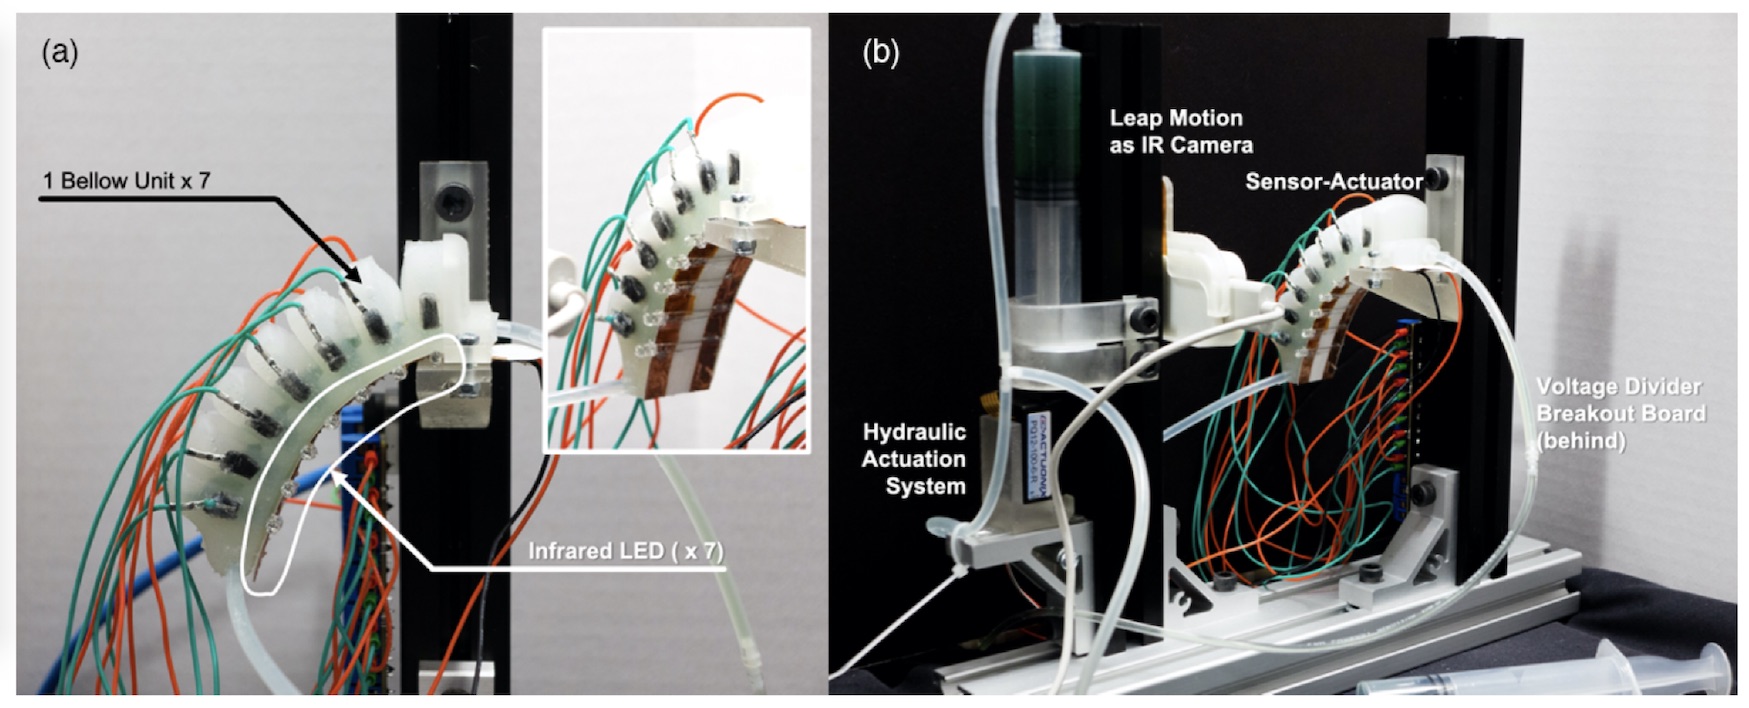 (a)
1 Bellow Unit x 7
Infrared LED ( x 7)
(b)
Leap Motion
as IR Camera
Sensor-Actuator
Voltage Divider
Breakout Board
(behind)
Hydraulic
Actuation
System
ACTUONIX